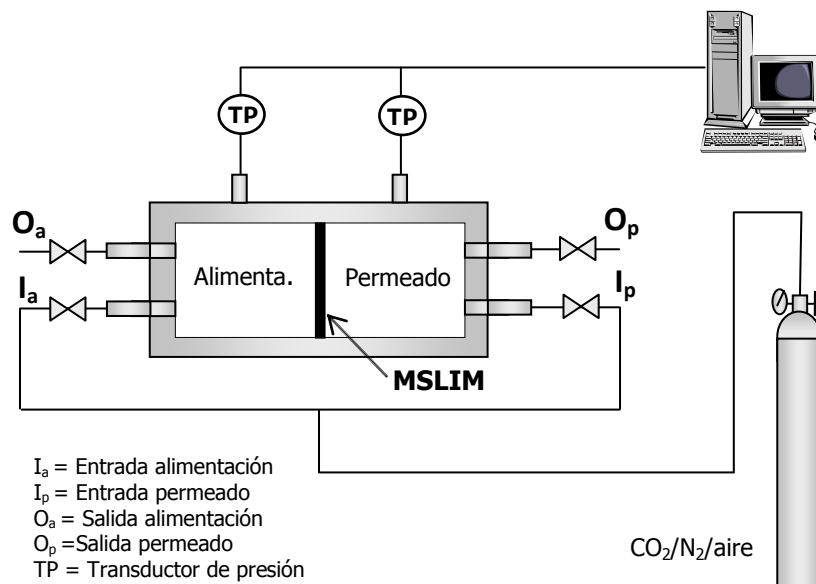 TP
TP
Oₐ
Oₚ
Alimenta.
Permeado
Iₐ
Iₚ
MSLIM
Iₐ = Entrada alimentación
Iₚ = Entrada permeado
Oₐ = Salida alimentación
Oₚ =Salida permeado
TP = Transductor de presión
CO₂/N₂/aire